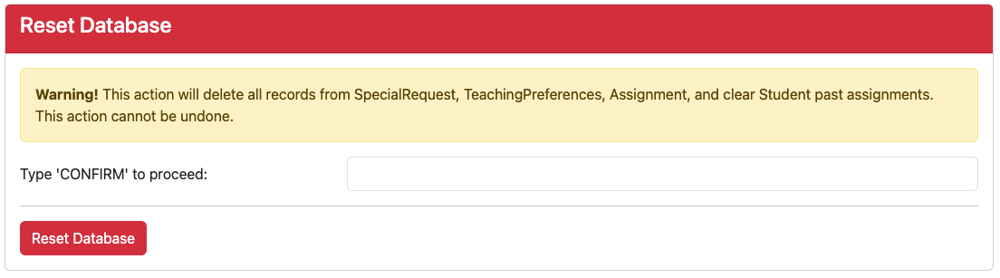 Reset Database
Warning! This action will delete all records from SpecialRequest, TeachingPreferences, Assignment, and clear Student past assignments.
This action cannot be undone.
Type 'CONFIRM' to proceed:
Reset Database